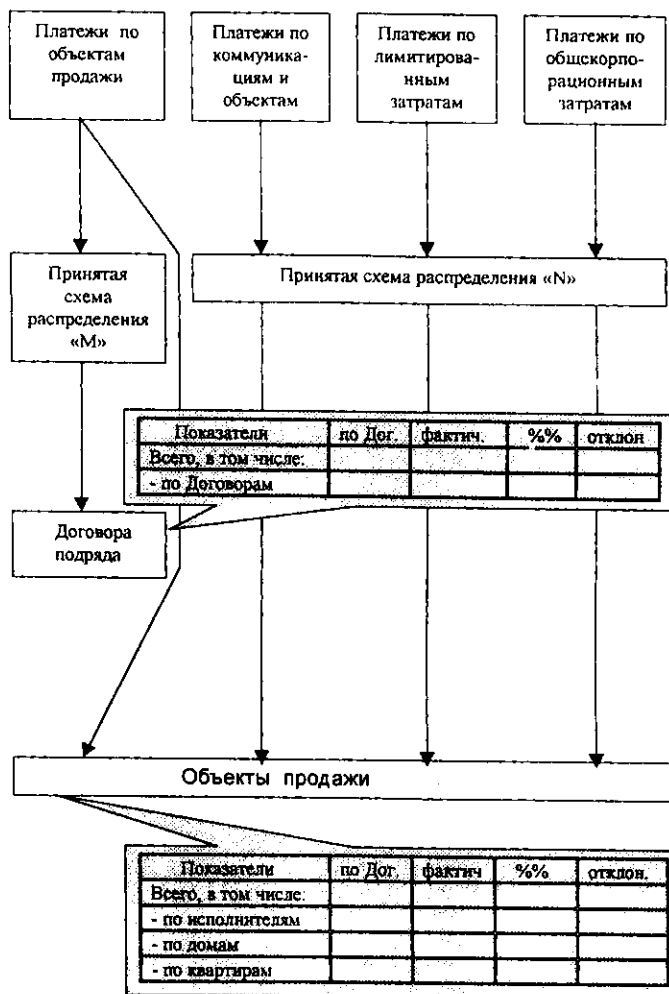 Платежи по
объектам
продажи
Платежи по
коммуника-
циям и
объектам
Платежи по
лимитирова-
нным
затратам
Платежи по
общскорпо-
рационным
затратам
Принятая
схема
распределения
«М»
Принятая схема распределения «N»
Показатели по Дог. фактич. %% отклон
Всего, в том числе:
- по Договорам
Договора
подряда
Объекты продажи
Показатели по Дог. фактич %% отклон.
Всего, в том числе:
- по исполнителям
- по домам
- по квартирам